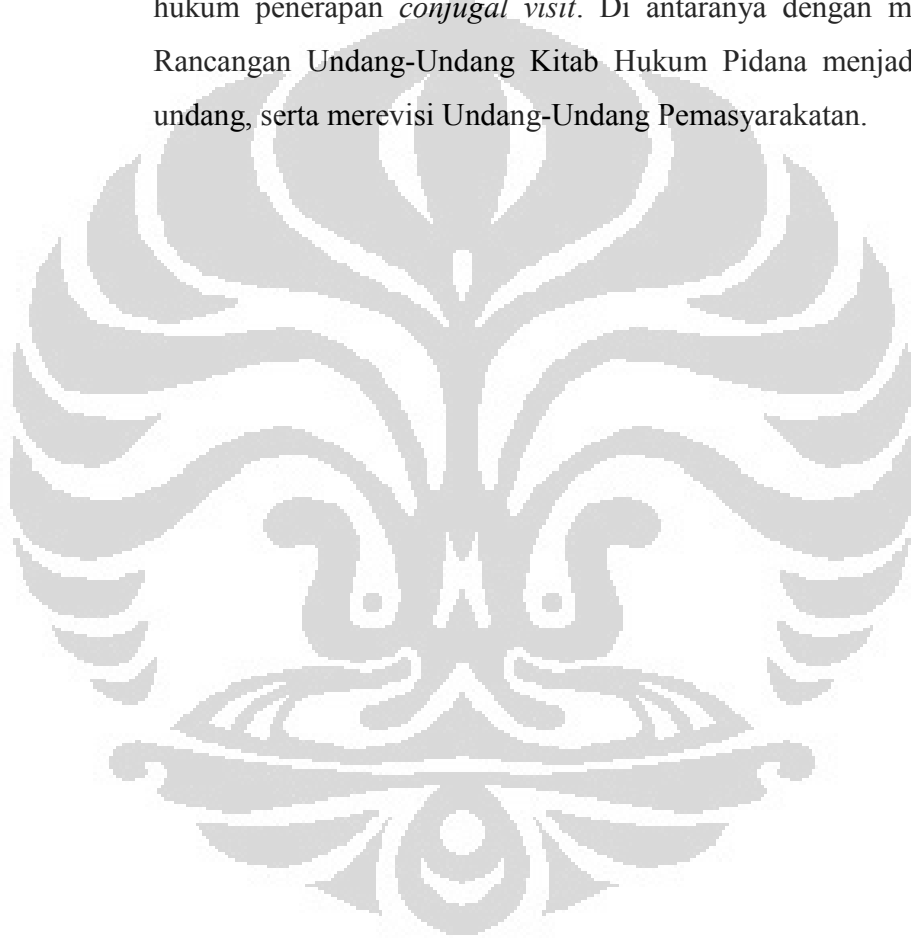 hukum penerapan conjugal visit. Di antaranya dengan m
Rancangan Undang-Undang Kitab Hukum Pidana menjad
undang, serta merevisi Undang-Undang Pemasyarakatan.